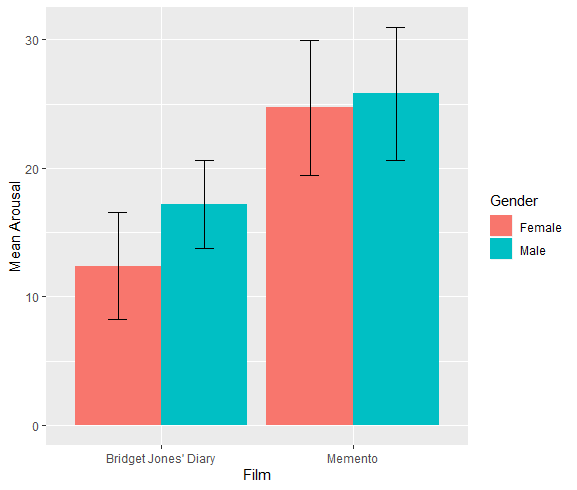 30
20
10
0
Mean Arousal
Bridget Jones' Diary
Memento
Film
Gender
Female
Male